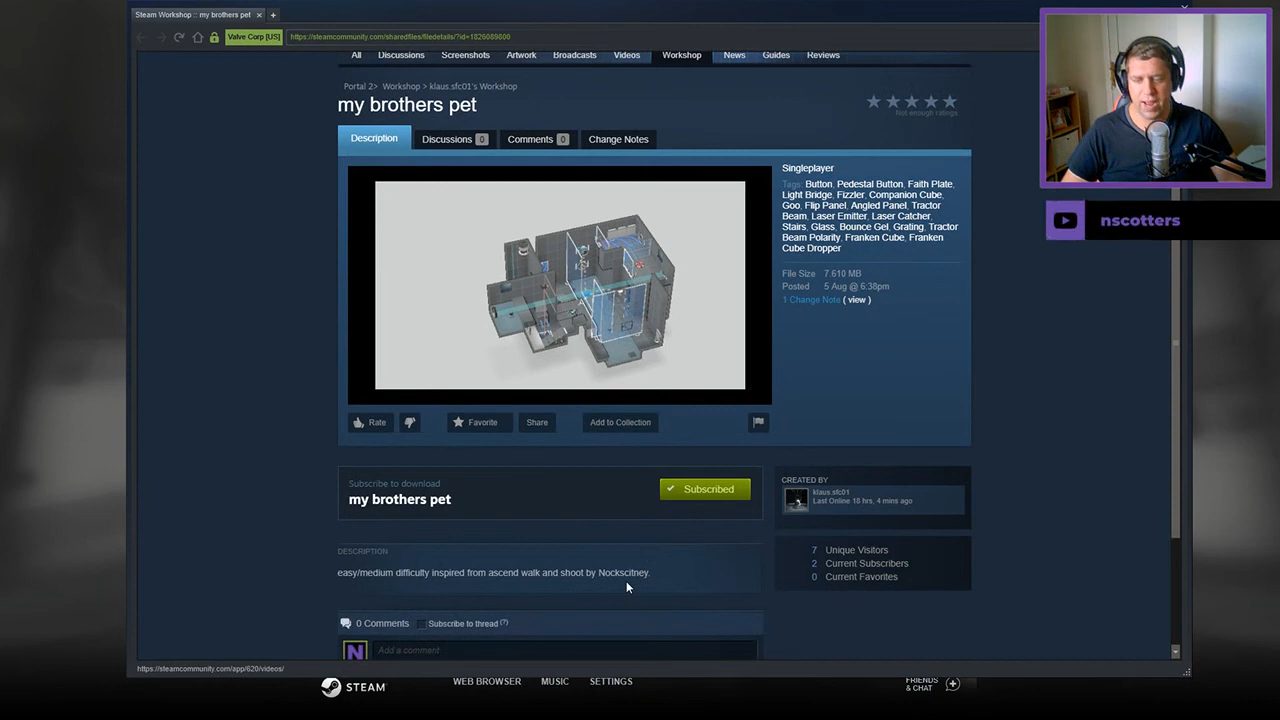 Steam Workshop :: my brothers pet
Valve Corp [US]
https://steamcommunity.com/sharedfiles/filedetails/?id=1826089800
All Discussions Screenshots Artwork Broadcasts Videos Workshop News Guides Reviews
Portal 2> Workshop > klaus.sfc01's Workshop
my brothers pet
Not enough ratings
Description Discussions 0 Comments 0 Change Notes
Singleplayer
Tags: Button, Pedestal Button, Faith Plate,
Light Bridge, Fizzler, Companion Cube,
Goo, Flip Panel, Angled Panel, Tractor
Beam, Laser Emitter, Laser Catcher,
Stairs, Glass, Bounce Gel, Grating, Tractor
Beam Polarity, Franken Cube, Franken
Cube Dropper
File Size 7.610 MB
Posted 5 Aug @ 6:38pm
1 Change Note ( view )
Rate Favorite Share Add to Collection
Subscribe to download
my brothers pet
Subscribed
CREATED BY
klaus.sfc01
Last Online 18 hrs, 4 mins ago
DESCRIPTION
easy/medium difficulty inspired from ascend walk and shoot by Nockscitney.
7 Unique Visitors
2 Current Subscribers
0 Current Favorites
0 Comments Subscribe to thread (?)
N Add a comment
https://steamcommunity.com/app/620/videos/
STEAM WEB BROWSER MUSIC SETTINGS
FRIENDS
& CHAT
nscotters